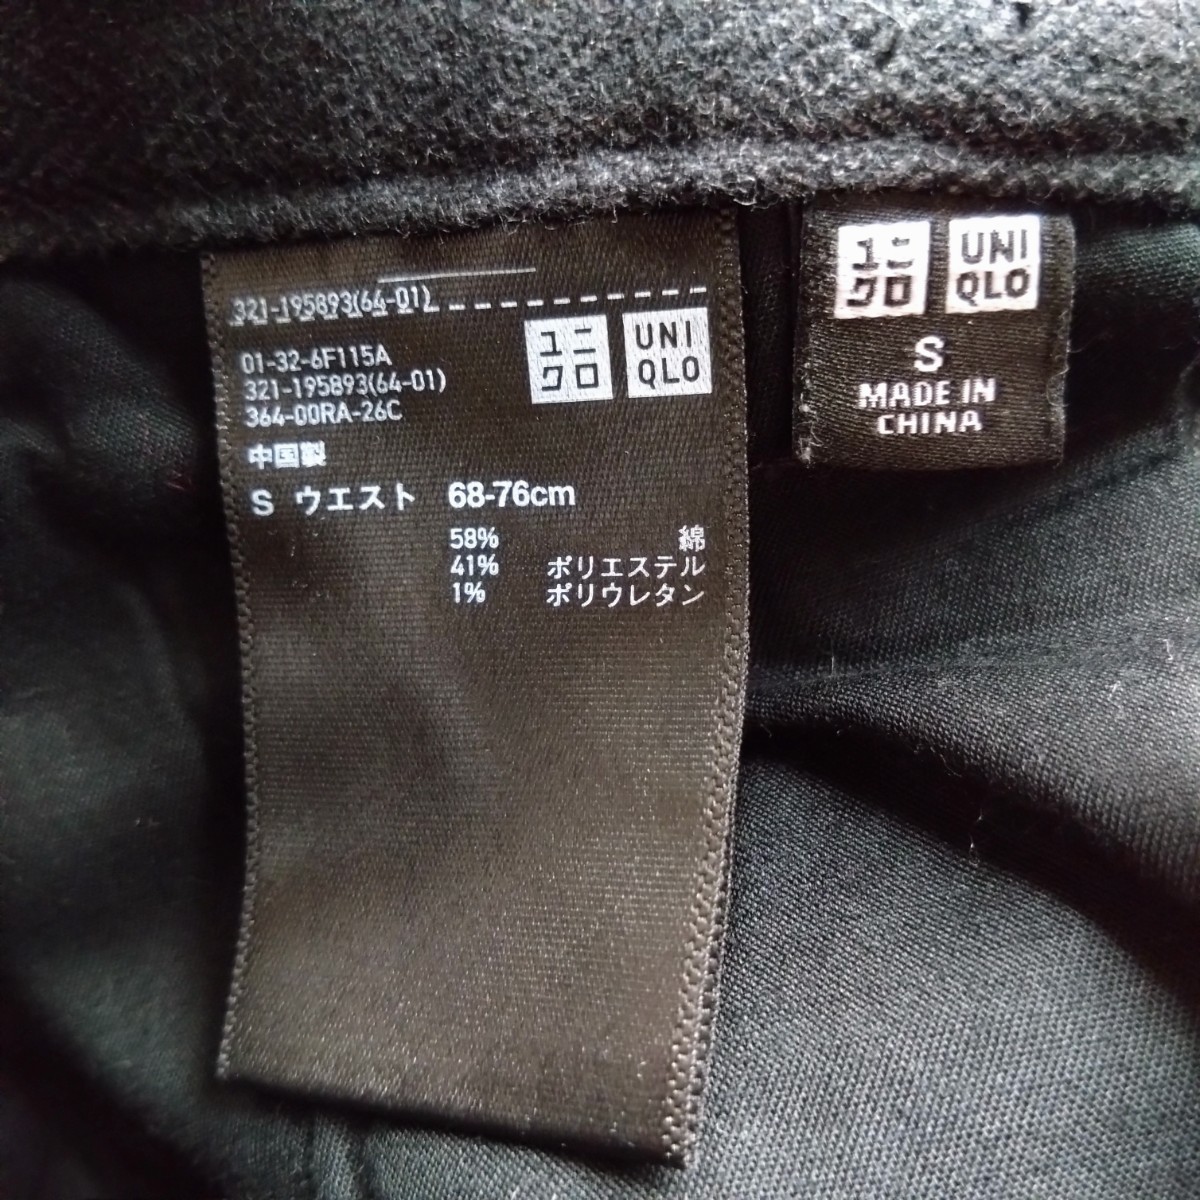 321-195893(64-01)
ユニ
クロ
UNI
QLO
01-32-6F115A
321-195893(64-01)
364-00RA-26C
中国製
S ウエスト 68-76cm
58% 綿
41% ポリエステル
1% ポリウレタン
ユニ
クロ
UNI
QLO
S
MADE IN
CHINA